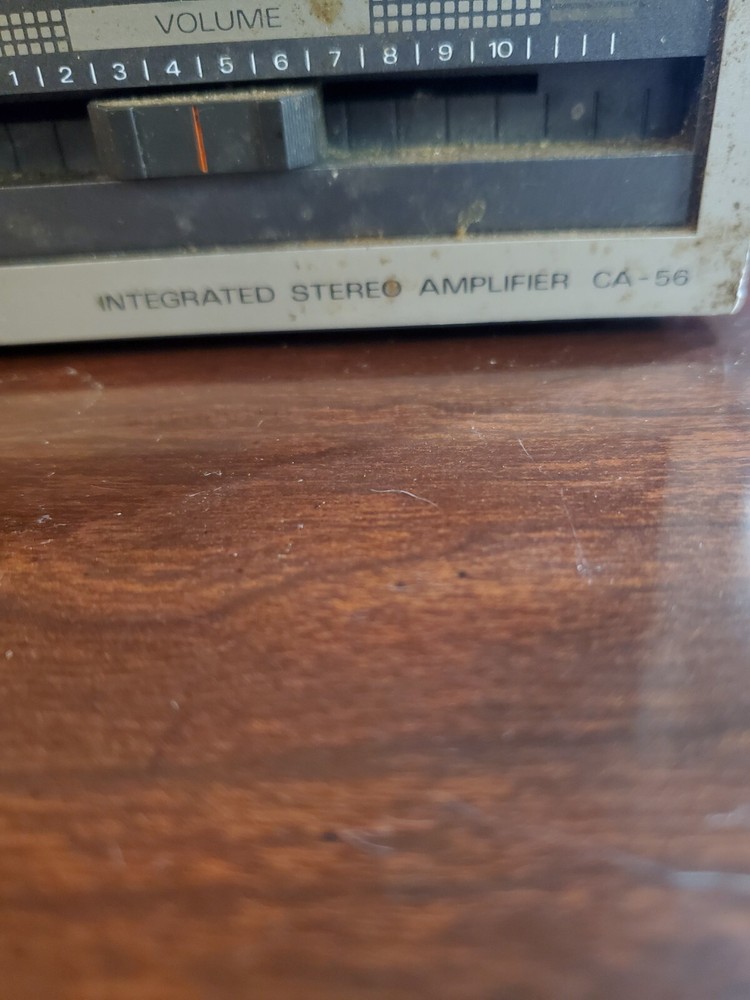 VOLUME
1 | 2 | 3 | 4 | 5 | 6 | 7 | 8 | 9 | 10 | | | |
INTEGRATED STEREO AMPLIFIER CA-56